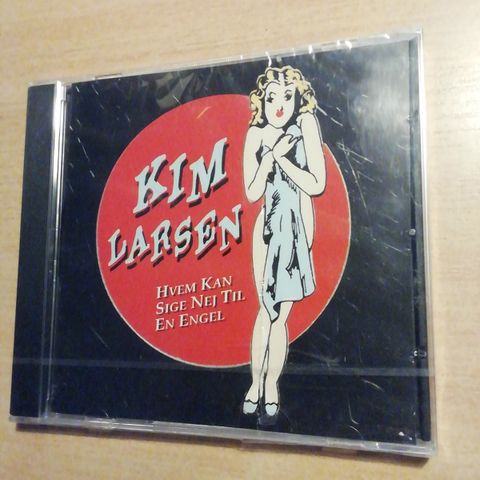 KIM
LARSEN
HVEM KAN
SIGE NEJ TIL
EN ENGEL